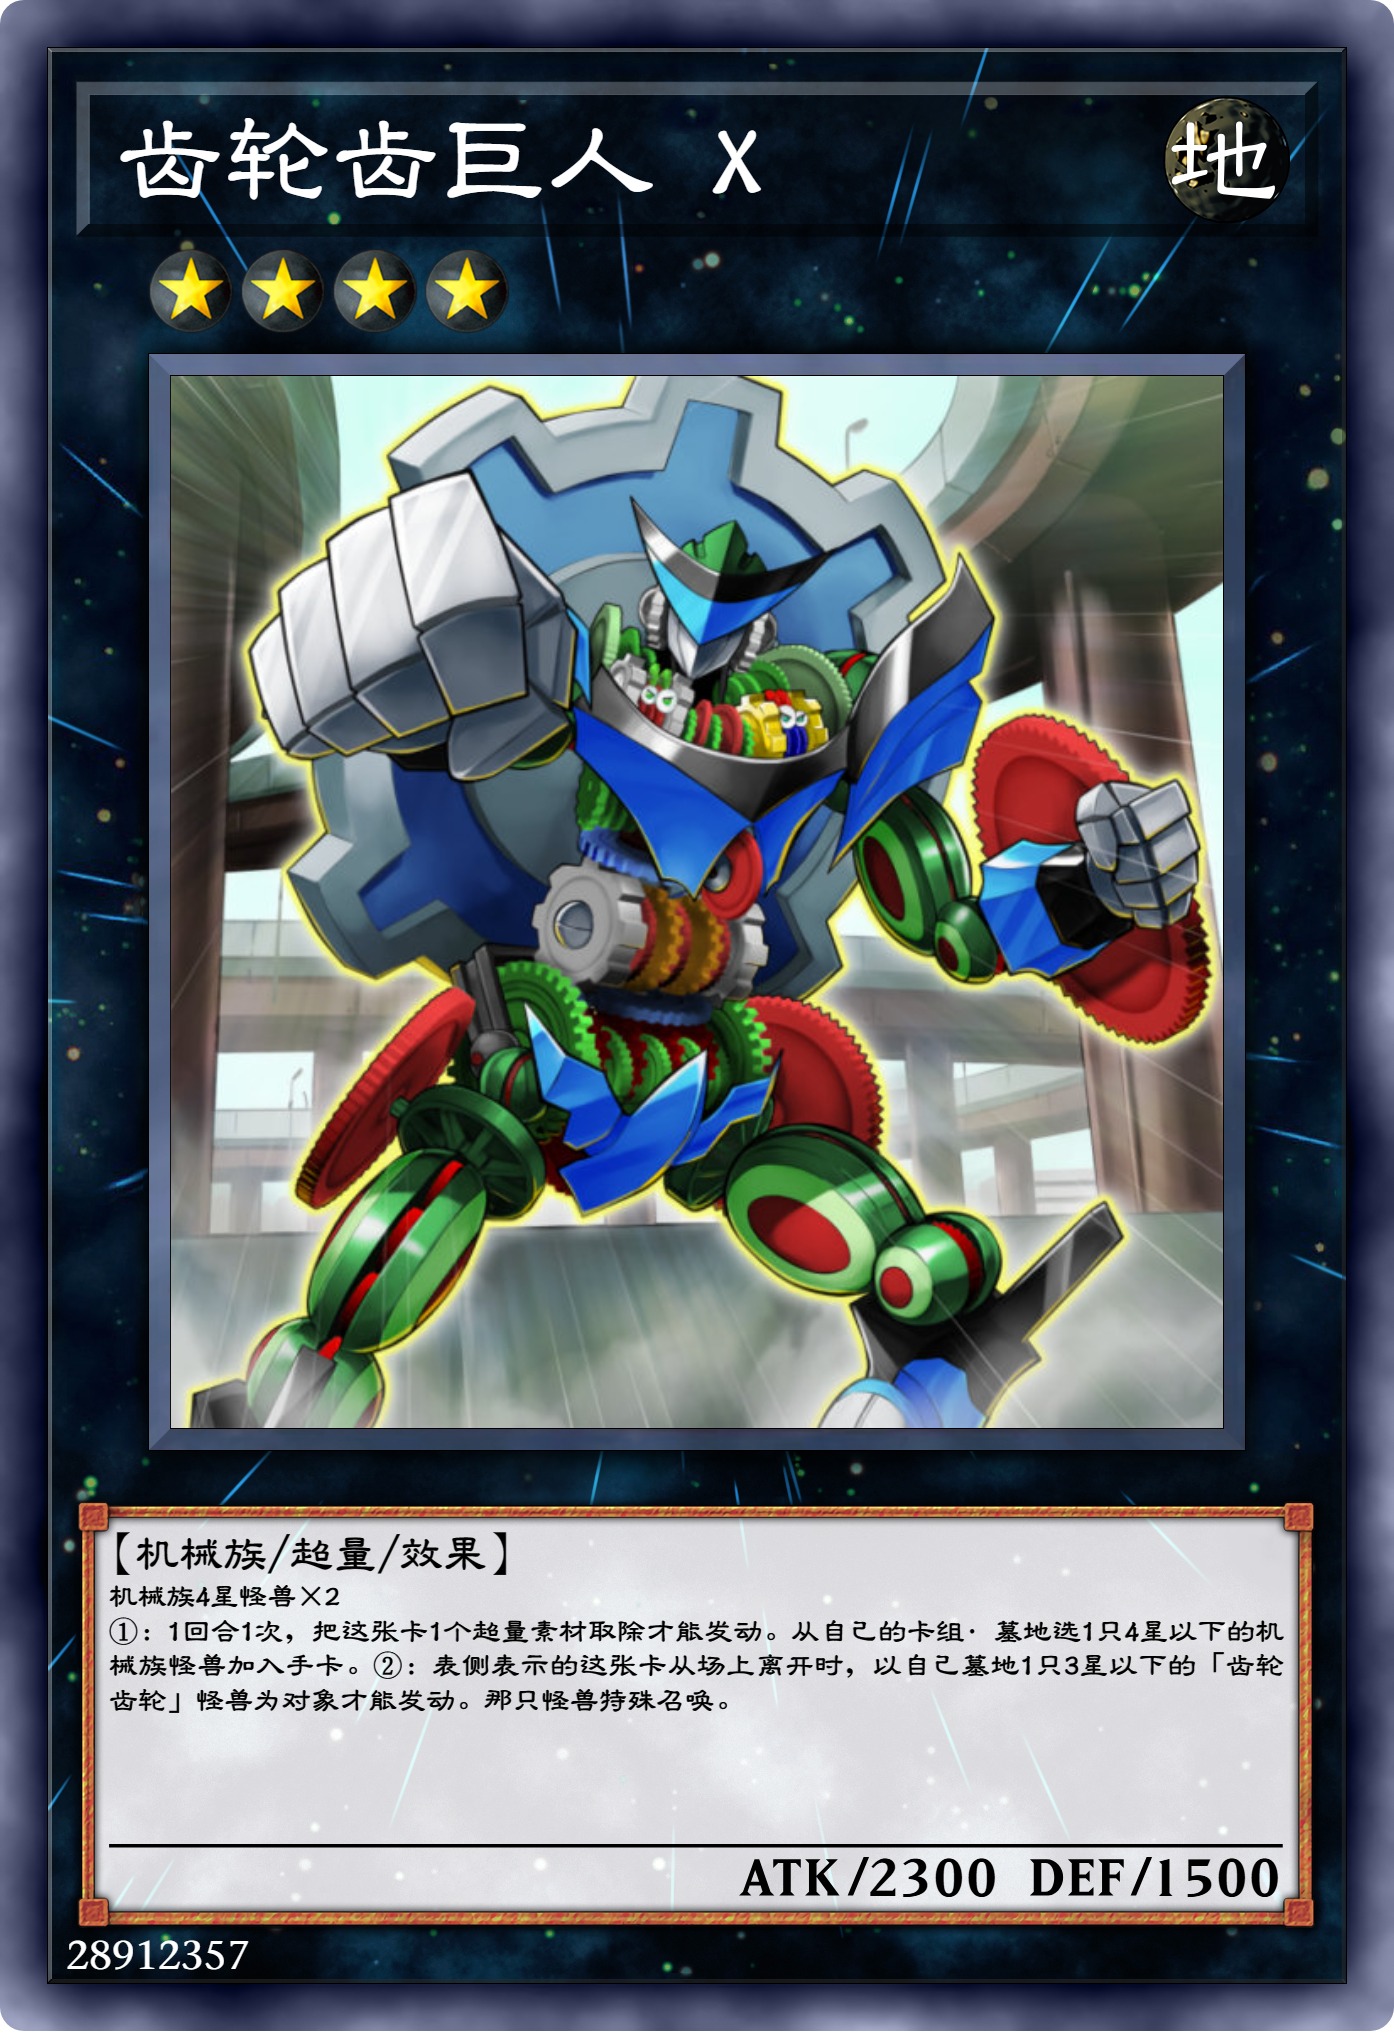 齿轮齿巨人 X
地
【机械族/超量/效果】
机械族4星怪兽×2
①：1回合1次，把这张卡1个超量素材取除才能发动。从自己的卡组·墓地选1只4星以下的机
械族怪兽加入手卡。②：表侧表示的这张卡从场上离开时，以自己墓地1只3星以下的「齿轮
齿轮」怪兽为对象才能发动。那只怪兽特殊召唤。
ATK/2300 DEF/1500
28912357